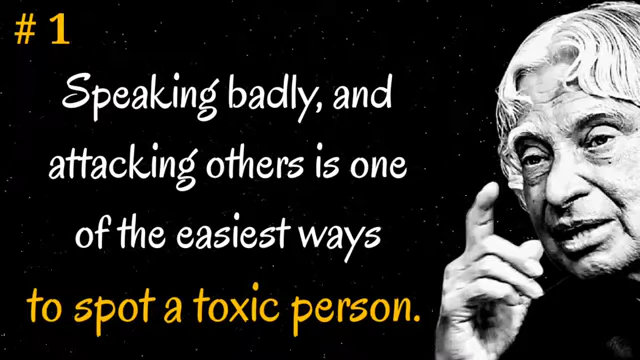 # 1
Speaking badly, and
attacking others is one
of the easiest ways
to spot a toxic person.